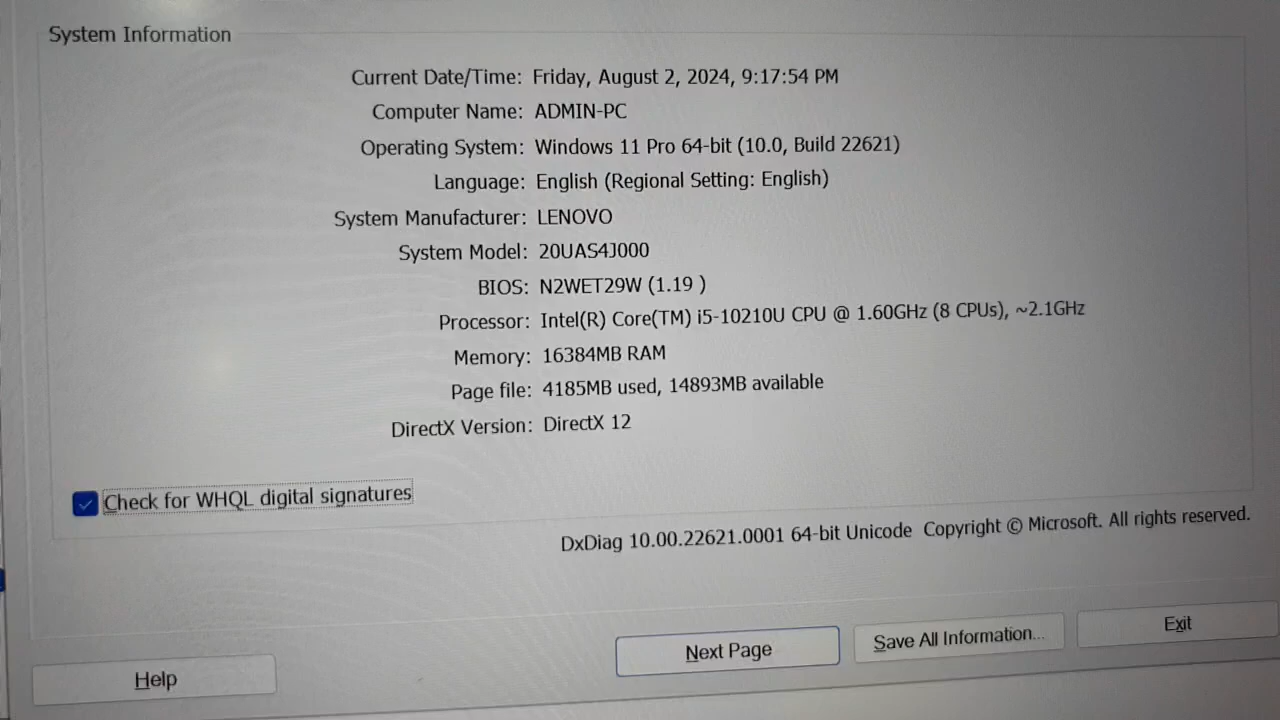 System Information
Current Date/Time: Friday, August 2, 2024, 9:17:54 PM
Computer Name: ADMIN-PC
Operating System: Windows 11 Pro 64-bit (10.0, Build 22621)
Language: English (Regional Setting: English)
System Manufacturer: LENOVO
System Model: 20UAS4J000
BIOS: N2WET29W (1.19 )
Processor: Intel(R) Core(TM) i5-10210U CPU @ 1.60GHz (8 CPUs), ~2.1GHz
Memory: 16384MB RAM
Page file: 4185MB used, 14893MB available
DirectX Version: DirectX 12
Check for WHQL digital signatures
DxDiag 10.00.22621.0001 64-bit Unicode  Copyright © Microsoft. All rights reserved.
Help
Next Page
Save All Information...
Exit